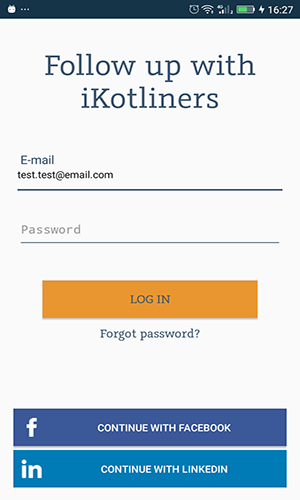 16:27
Follow up with
iKotliners
E-mail
test.test@email.com
Password
LOG IN
Forgot password?
f CONTINUE WITH FACEBOOK
in CONTINUE WITH LINKEDIN